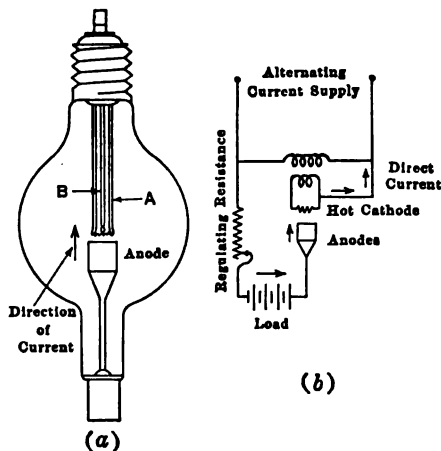 B
A
Anode
Direction
of
Current
(a)
Alternating
Current Supply
Direct
Current
Hot Cathode
Regulating Resistance
Anodes
Load
(b)